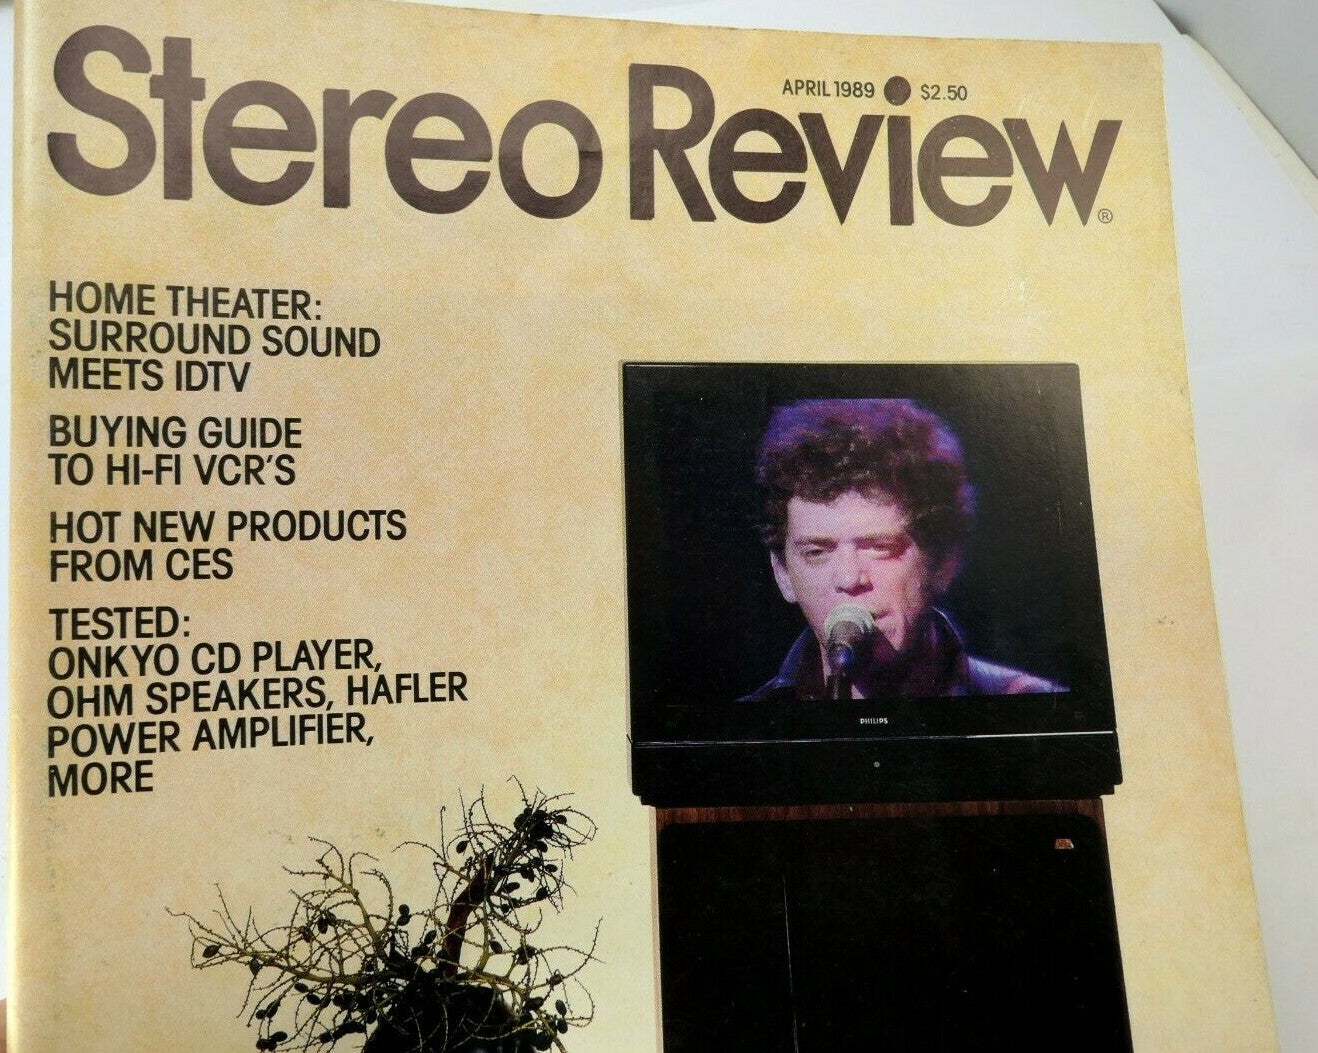 Stereo Review®
APRIL 1989 $2.50
HOME THEATER:
SURROUND SOUND
MEETS IDTV
BUYING GUIDE
TO HI-FI VCR'S
HOT NEW PRODUCTS
FROM CES
TESTED:
ONKYO CD PLAYER,
OHM SPEAKERS, HAFLER
POWER AMPLIFIER,
MORE
PHILIPS